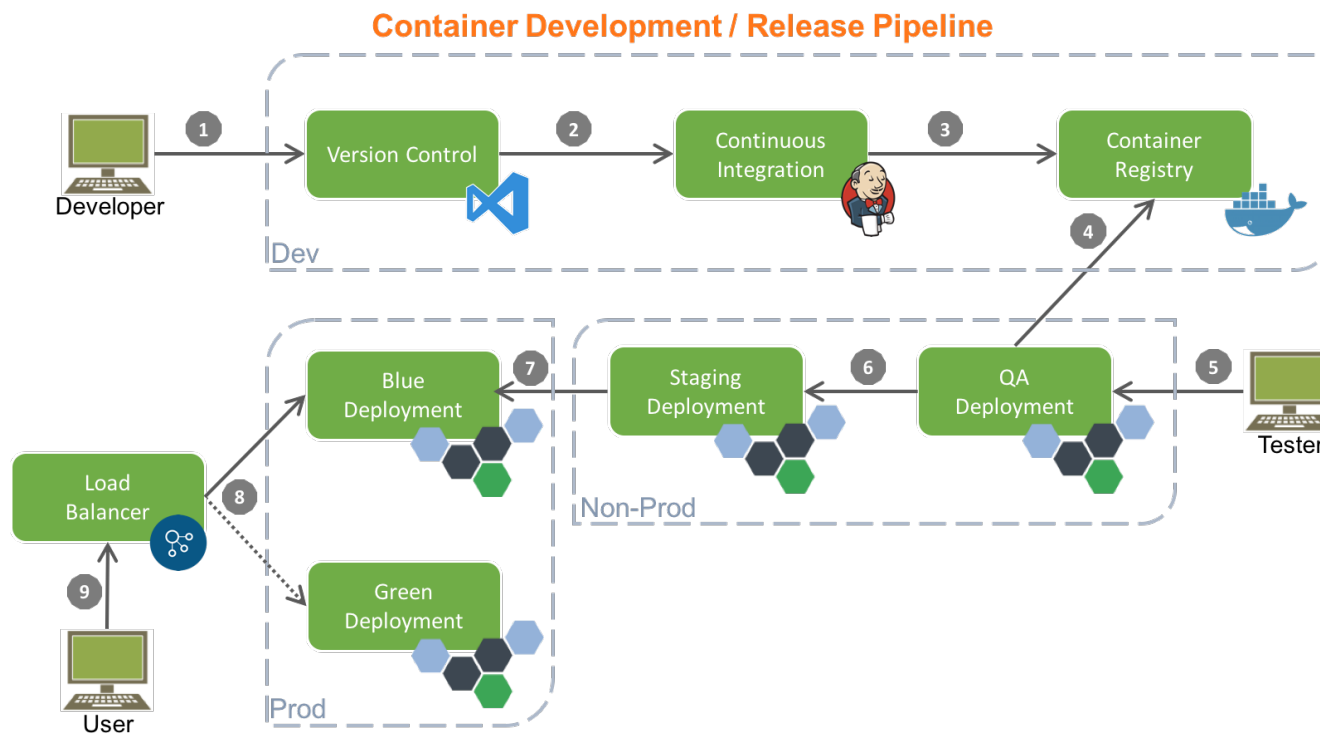 Container Development / Release Pipeline
1
2
3
Developer
Version Control
Continuous
Integration
Container
Registry
Dev
4
Blue
Deployment
7
Staging
Deployment
6
QA
Deployment
5
Tester
Load
Balancer
8
Non-Prod
9
Green
Deployment
User
Prod